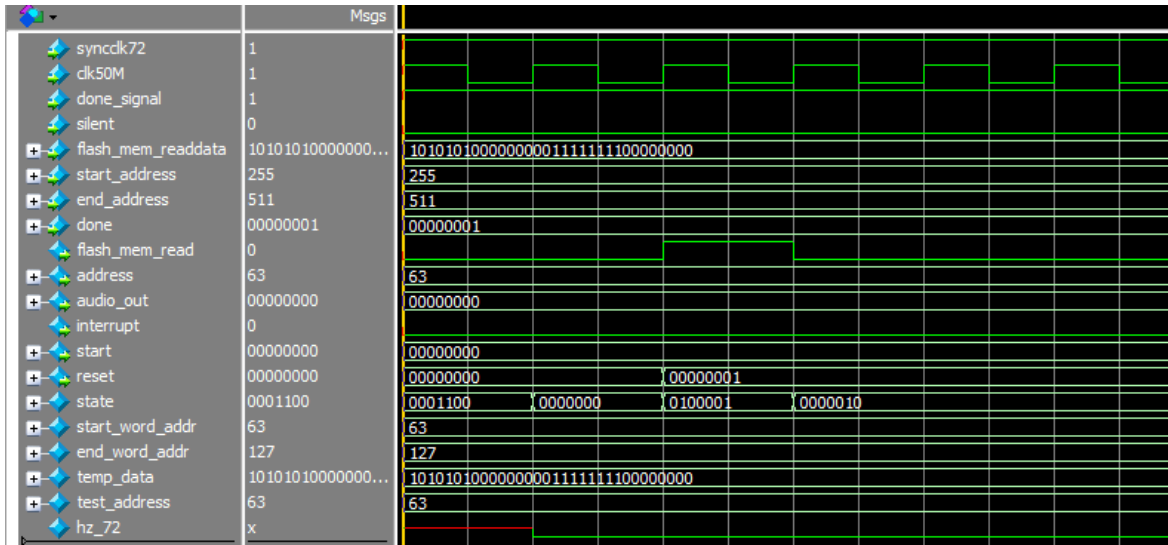 Msgs
syncclk72 1
clk50M 1
done_signal 1
silent 0
flash_mem_readdata 10101010000000... 10101010000000001111111100000000
start_address 255 255
end_address 511 511
done 00000001 00000001
flash_mem_read 0
address 63 63
audio_out 00000000 00000000
interrupt 0
start 00000000 00000000
reset 00000000 00000000 00000001
state 0001100 0001100 0000000 0100001 0000010
start_word_addr 63 63
end_word_addr 127 127
temp_data 10101010000000... 10101010000000001111111100000000
test_address 63 63
hz_72 x